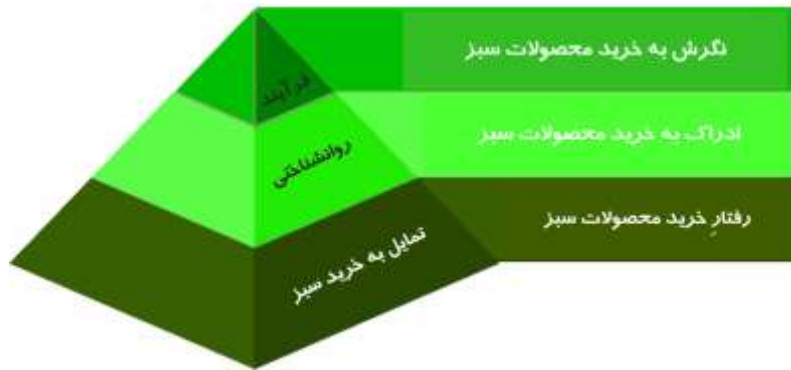 نگرش به خرید محصولات سبز
فرآیند
ادراک به خرید محصولات سبز
روانشناختی
رفتارِ خرید محصولات سبز
تمایل به خرید سبز